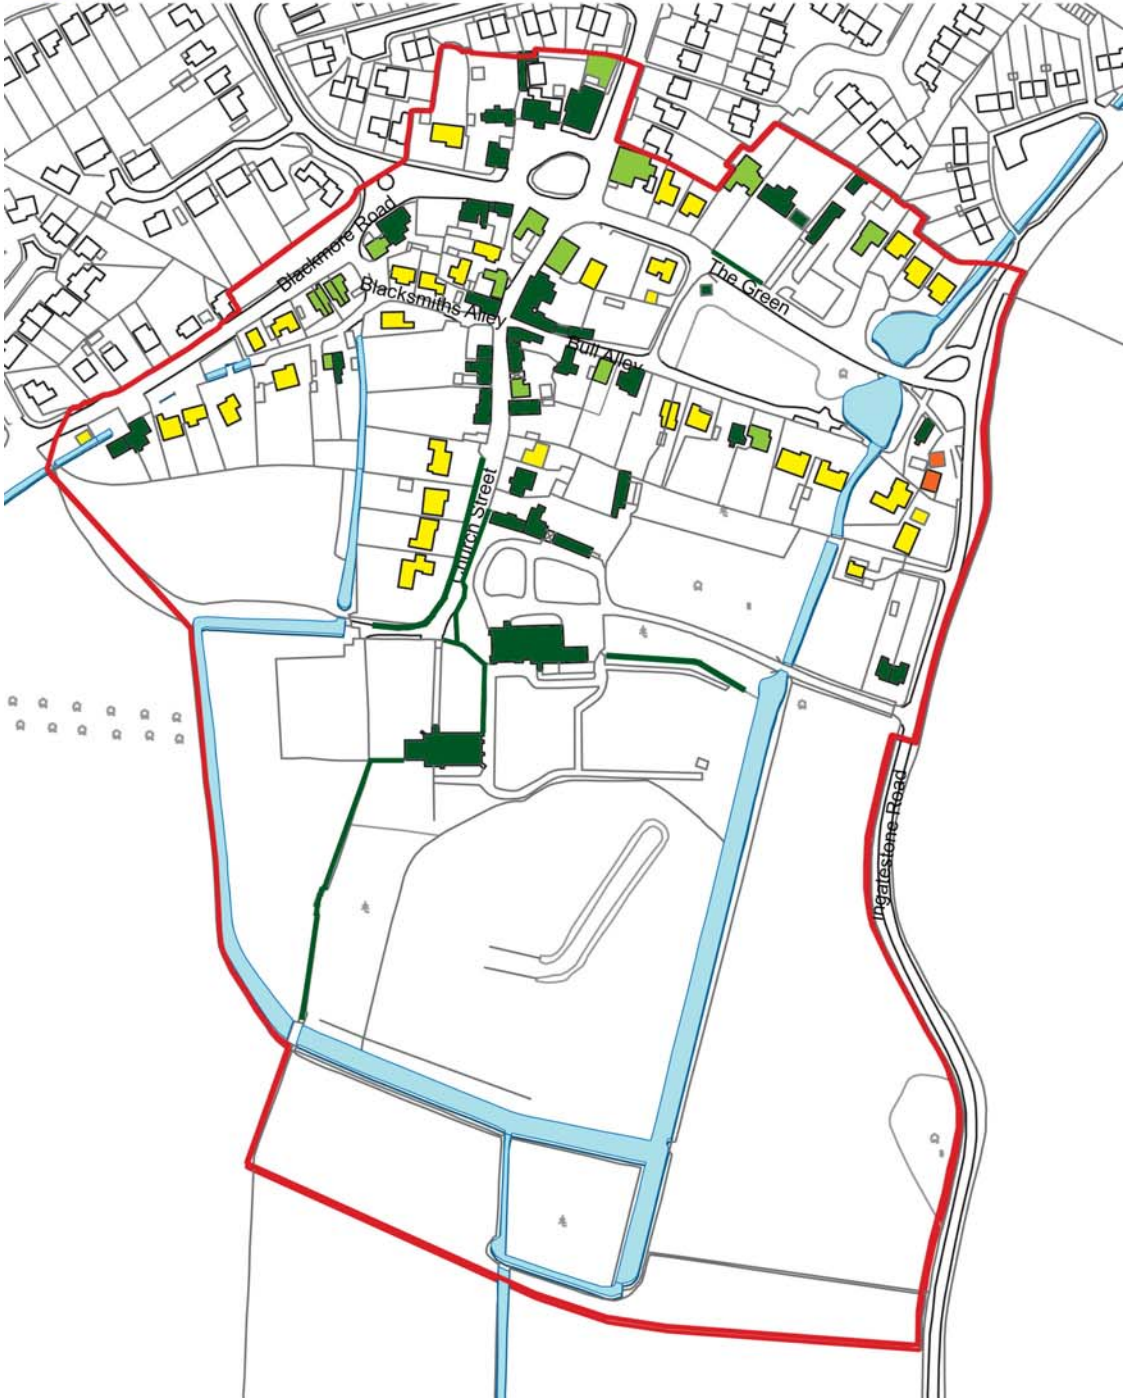 Blackmore Road
Blacksmiths Alley
The Green
Bull Alley
Church Street
Ingatestone Road